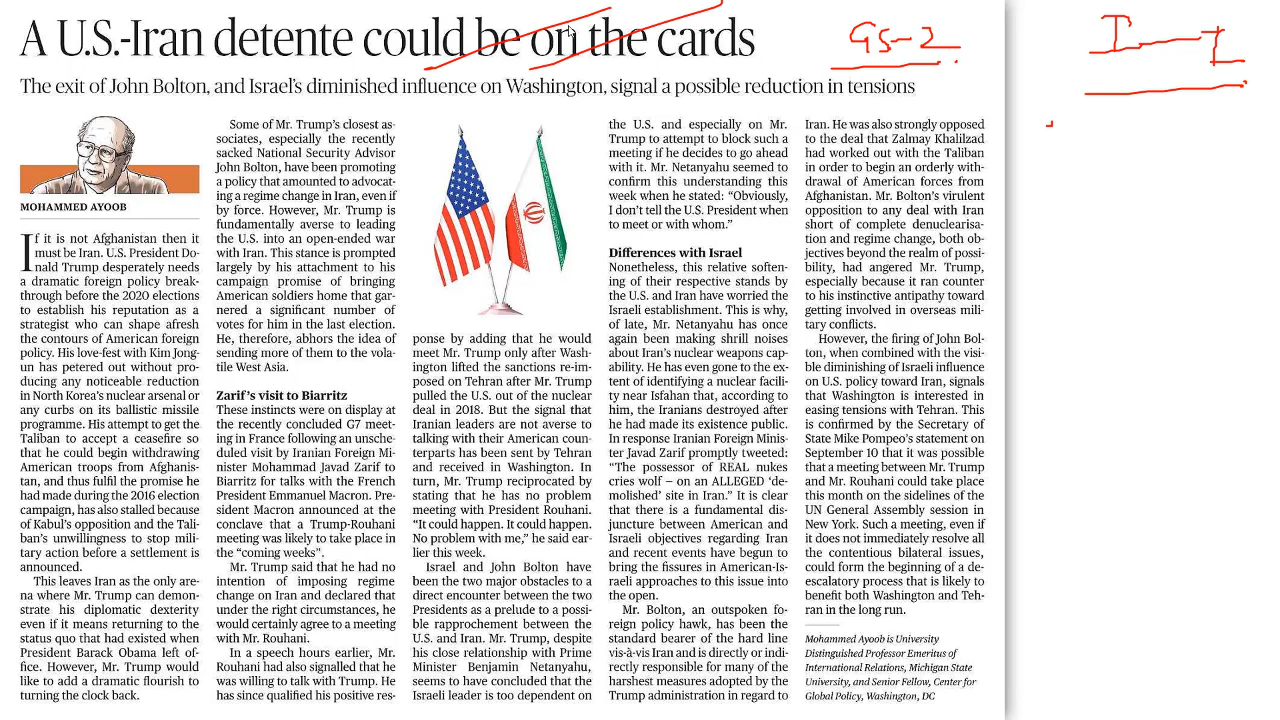 A U.S.-Iran detente could be on the cards
GS-2
The exit of John Bolton, and Israel's diminished influence on Washington, signal a possible reduction in tensions
MOHAMMED AYOOB
If it is not Afghanistan then it
must be Iran. U.S. President Do-
nald Trump desperately needs
a dramatic foreign policy break-
through before the 2020 elections
to establish his reputation as a
strategist who can shape afresh
the contours of American foreign
policy. His love-fest with Kim Jong-
un has petered out without pro-
ducing any noticeable reduction
in North Korea's nuclear arsenal or
any curbs on its ballistic missile
programme. His attempt to get the
Taliban to accept a ceasefire so
that he could begin withdrawing
American troops from Afghanis-
tan, and thus fulfil the promise he
had made during the 2016 election
campaign, has also stalled because
of Kabul's opposition and the Tali-
ban's unwillingness to stop mili-
tary action before a settlement is
announced.
This leaves Iran as the only are-
na where Mr. Trump can demon-
strate his diplomatic dexterity
even if it means returning to the
status quo that had existed when
President Barack Obama left of-
fice. However, Mr. Trump would
like to add a dramatic flourish to
turning the clock back.
Some of Mr. Trump's closest as-
sociates, especially the recently
sacked National Security Advisor
John Bolton, have been promoting
a policy that amounted to advocat-
ing a regime change in Iran, even if
by force. However, Mr. Trump is
fundamentally averse to leading
the U.S. into an open-ended war
with Iran. This stance is prompted
largely by his attachment to his
campaign promise of bringing
American soldiers home that gar-
nered a significant number of
votes for him in the last election.
He, therefore, abhors the idea of
sending more of them to the vola-
tile West Asia.
Zarif's visit to Biarritz
These instincts were on display at
the recently concluded G7 meet-
ing in France following an unsche-
duled visit by Iranian Foreign Mi-
nister Mohammad Javad Zarif to
Biarritz for talks with the French
President Emmanuel Macron. Pre-
sident Macron announced at the
conclave that a Trump-Rouhani
meeting was likely to take place in
the "coming weeks".
Mr. Trump said that he had no
intention of imposing regime
change on Iran and declared that
under the right circumstances, he
would certainly agree to a meeting
with Mr. Rouhani.
In a speech hours earlier, Mr.
Rouhani had also signalled that he
was willing to talk with Trump. He
has since qualified his positive res-
ponse by adding that he would
meet Mr. Trump only after Wash-
ington lifted the sanctions re-im-
posed on Tehran after Mr. Trump
pulled the U.S. out of the nuclear
deal in 2018. But the signal that
Iranian leaders are not averse to
talking with their American coun-
terparts has been sent by Tehran
and received in Washington. In
turn, Mr. Trump reciprocated by
stating that he has no problem
meeting with President Rouhani.
"It could happen. It could happen.
No problem with me," he said ear-
lier this week.
Israel and John Bolton have
been the two major obstacles to a
direct encounter between the two
Presidents as a prelude to a possi-
ble rapprochement between the
U.S. and Iran. Mr. Trump, despite
his close relationship with Prime
Minister Benjamin Netanyahu,
seems to have concluded that the
Israeli leader is too dependent on
the U.S. and especially on Mr.
Trump to attempt to block such a
meeting if he decides to go ahead
with it. Mr. Netanyahu seemed to
confirm this understanding this
week when he stated: "Obviously,
I don't tell the U.S. President when
to meet or with whom."
Differences with Israel
Nonetheless, this relative soften-
ing of their respective stands by
the U.S. and Iran have worried the
Israeli establishment. This is why,
of late, Mr. Netanyahu has once
again been making shrill noises
about Iran's nuclear weapons cap-
ability. He has even gone to the ex-
tent of identifying a nuclear facili-
ty near Isfahan that, according to
him, the Iranians destroyed after
he had made its existence public.
In response Iranian Foreign Minis-
ter Javad Zarif promptly tweeted:
"The possessor of REAL nukes
cries wolf – on an ALLEGED 'de-
molished' site in Iran." It is clear
that there is a fundamental dis-
juncture between American and
Israeli objectives regarding Iran
and recent events have begun to
bring the fissures in American-Is-
raeli approaches to this issue into
the open.
Mr. Bolton, an outspoken fo-
reign policy hawk, has been the
standard bearer of the hard line
vis-à-vis Iran and is directly or indi-
rectly responsible for many of the
harshest measures adopted by the
Trump administration in regard to
Iran. He was also strongly opposed
to the deal that Zalmay Khalilzad
had worked out with the Taliban
in order to begin an orderly with-
drawal of American forces from
Afghanistan. Mr. Bolton's virulent
opposition to any deal with Iran
short of complete denuclearisa-
tion and regime change, both ob-
jectives beyond the realm of possi-
bility, had angered Mr. Trump,
especially because it ran counter
to his instinctive antipathy toward
getting involved in overseas mili-
tary conflicts.
However, the firing of John Bol-
ton, when combined with the visi-
ble diminishing of Israeli influence
on U.S. policy toward Iran, signals
that Washington is interested in
easing tensions with Tehran. This
is confirmed by the Secretary of
State Mike Pompeo's statement on
September 10 that it was possible
that a meeting between Mr. Trump
and Mr. Rouhani could take place
this month on the sidelines of the
UN General Assembly session in
New York. Such a meeting, even if
it does not immediately resolve all
the contentious bilateral issues,
could form the beginning of a de-
escalatory process that is likely to
benefit both Washington and Teh-
ran in the long run.
Mohammed Ayoob is University
Distinguished Professor Emeritus of
International Relations, Michigan State
University, and Senior Fellow, Center for
Global Policy, Washington, DC